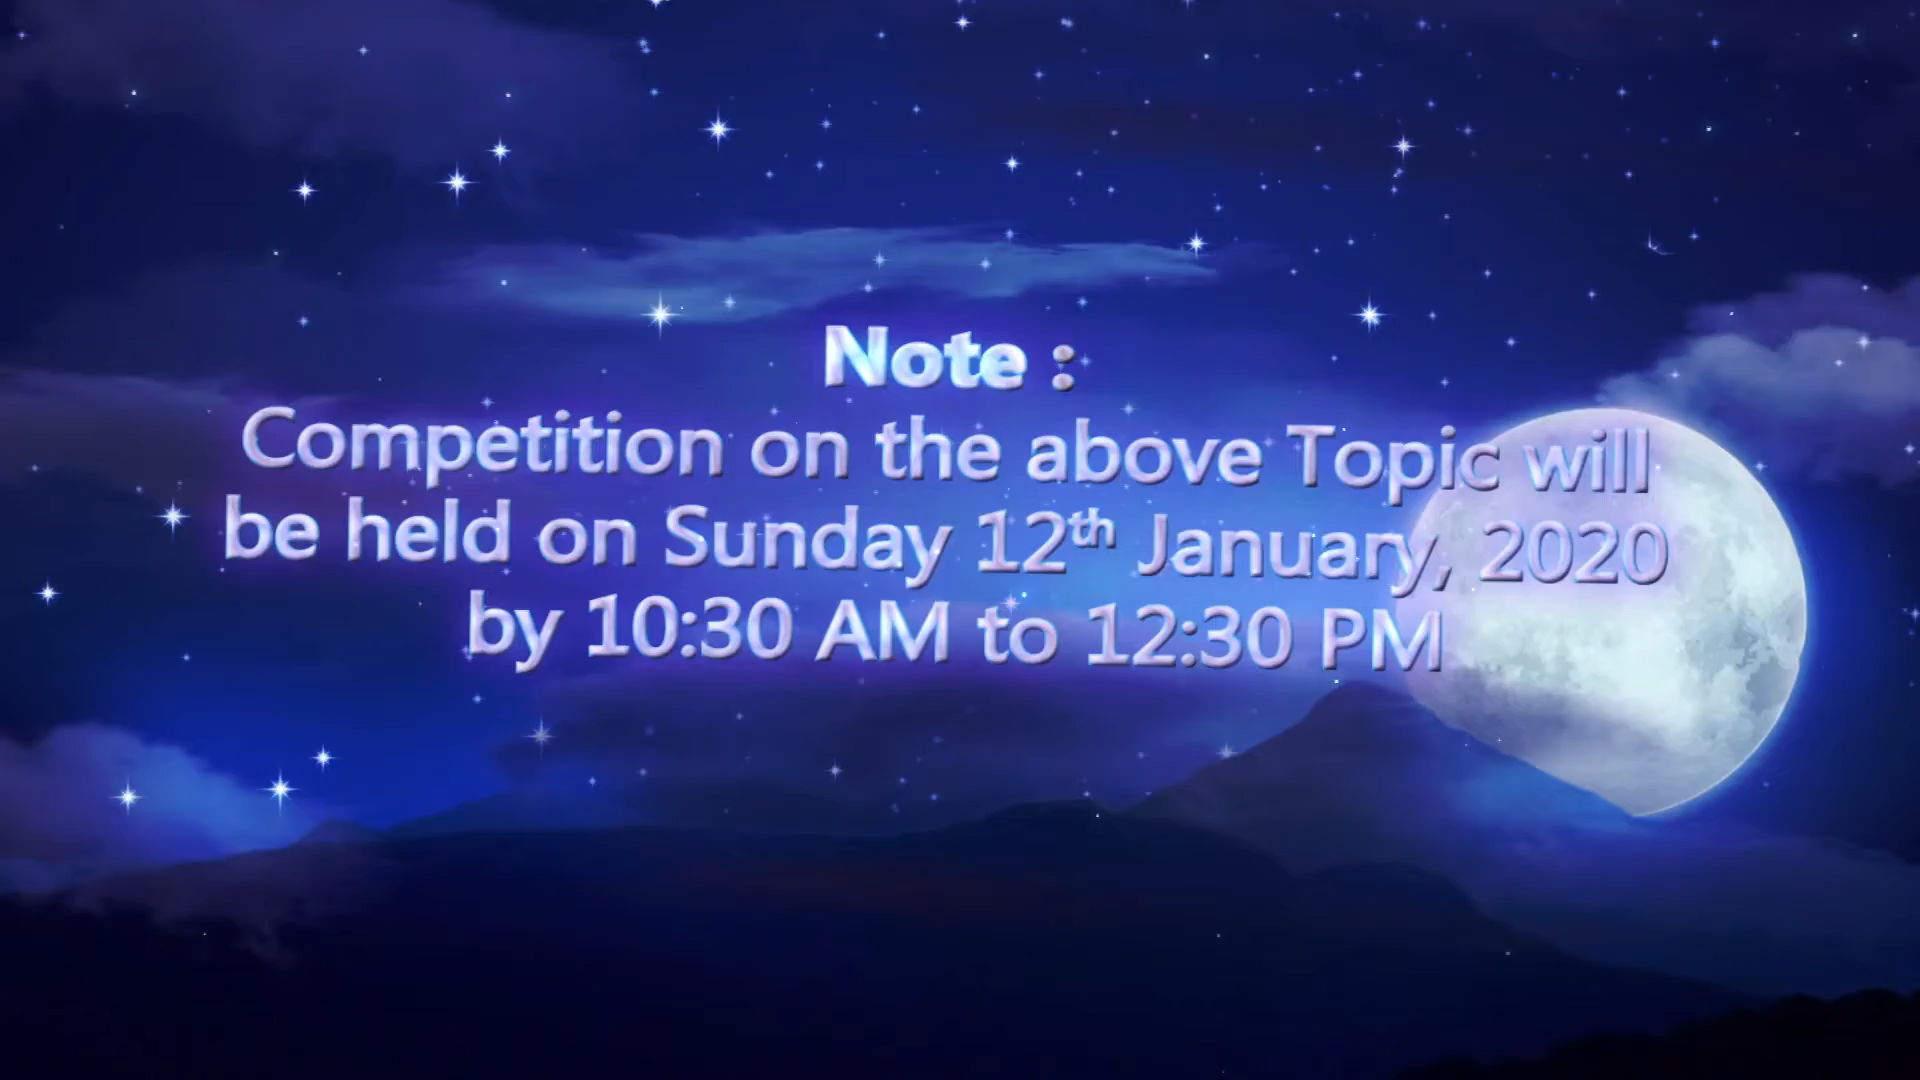 Note :
Competition on the above Topic will
be held on Sunday 12th January, 2020
by 10:30 AM to 12:30 PM